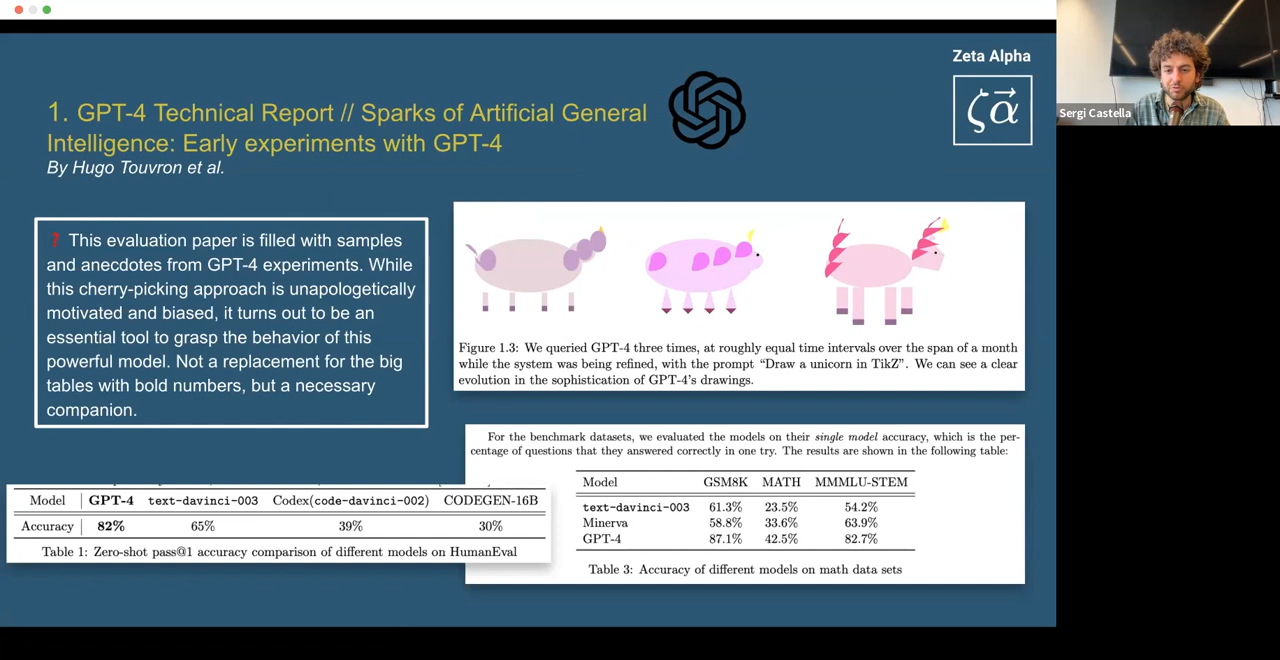 Zeta Alpha
ζα
1. GPT-4 Technical Report // Sparks of Artificial General
Intelligence: Early experiments with GPT-4
By Hugo Touvron et al.
Sergi Castella
❓ This evaluation paper is filled with samples
and anecdotes from GPT-4 experiments. While
this cherry-picking approach is unapologetically
motivated and biased, it turns out to be an
essential tool to grasp the behavior of this
powerful model. Not a replacement for the big
tables with bold numbers, but a necessary
companion.
Figure 1.3: We queried GPT-4 three times, at roughly equal time intervals over the span of a month
while the system was being refined, with the prompt “Draw a unicorn in TikZ”. We can see a clear
evolution in the sophistication of GPT-4’s drawings.
For the benchmark datasets, we evaluated the models on their single model accuracy, which is the per-
centage of questions that they answered correctly in one try. The results are shown in the following table:
Model GSM8K MATH MMMLU-STEM
text-davinci-003 61.3% 23.5% 54.2%
Minerva 58.8% 33.6% 63.9%
GPT-4 87.1% 42.5% 82.7%
Table 3: Accuracy of different models on math data sets
Model GPT-4 text-davinci-003 Codex(code-davinci-002) CODEGEN-16B
Accuracy 82% 65% 39% 30%
Table 1: Zero-shot pass@1 accuracy comparison of different models on HumanEval